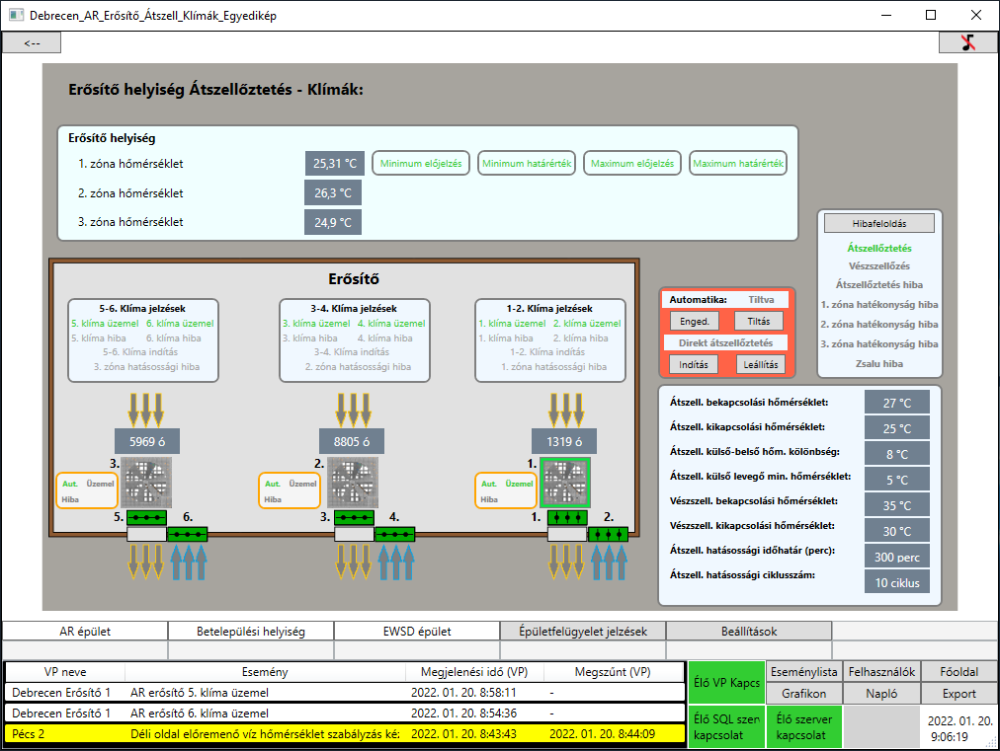 Debrecen_AR_Erősítő_Átszell_Klímák_Egyedikép
<--
Erősítő helyiség Átszellőztetés - Klímák:
Erősítő helyiség
1. zóna hőmérséklet 25,31 °C Minimum előjelzés Minimum határérték Maximum előjelzés Maximum határérték
2. zóna hőmérséklet 26,3 °C
3. zóna hőmérséklet 24,9 °C
Hibafeloldás
Átszellőztetés
Vészszellőzés
Átszellőztetés hiba
1. zóna hatékonyság hiba
2. zóna hatékonyság hiba
3. zóna hatékonyság hiba
Zsalu hiba
Erősítő
5-6. Klíma jelzések
5. klíma üzemel 6. klíma üzemel
5. klíma hiba 6. klíma hiba
5-6. Klíma indítás
3. zóna hatásossági hiba
3-4. Klíma jelzések
3. klíma üzemel 4. klíma üzemel
3. klíma hiba 4. klíma hiba
3-4. Klíma indítás
2. zóna hatásossági hiba
1-2. Klíma jelzések
1. klíma üzemel 2. klíma üzemel
1. klíma hiba 2. klíma hiba
1-2. Klíma indítás
1. zóna hatásossági hiba
Automatika: Tiltva
Enged. Tiltás
Direkt átszellőztetés
Indítás Leállítás
5969 ó 8805 ó 1319 ó
3. 2. 1.
Aut. Üzemel
Hiba
Aut. Üzemel
Hiba
Aut. Üzemel
Hiba
5. 6. 3. 4. 1. 2.
Átszell. bekapcsolási hőmérséklet: 27 °C
Átszell. kikapcsolási hőmérséklet: 25 °C
Átszell. külső-belső hőm. kölönbség: 8 °C
Átszell. külső levegő min. hőmérséklet: 5 °C
Vészszell. bekapcsolási hőmérséklet: 35 °C
Vészszell. kikapcsolási hőmérséklet: 30 °C
Átszell. hatásossági időhatár (perc): 300 perc
Átszell. hatásossági ciklusszám: 10 ciklus
AR épület Betelepülési helyiség EWSD épület Épületfelügyelet jelzések Beállítások
VP neve Esemény Megjelenési idő (VP) Megszűnt (VP)
Debrecen Erősítő 1 AR erősítő 5. klíma üzemel 2022. 01. 20. 8:58:11 -
Debrecen Erősítő 1 AR erősítő 6. klíma üzemel 2022. 01. 20. 8:54:36 -
Pécs 2 Déli oldal előremenő víz hőmérséklet szabályzás 2022. 01. 20. 8:43:43 2022. 01. 20. 8:44:09
Élő VP Kapcs
Eseménylista Felhasználók Főoldal
Grafikon Napló Export
Élő SQL szerv
kapcsolat
Élő szerver
kapcsolat
2022. 01. 20.
9:06:19